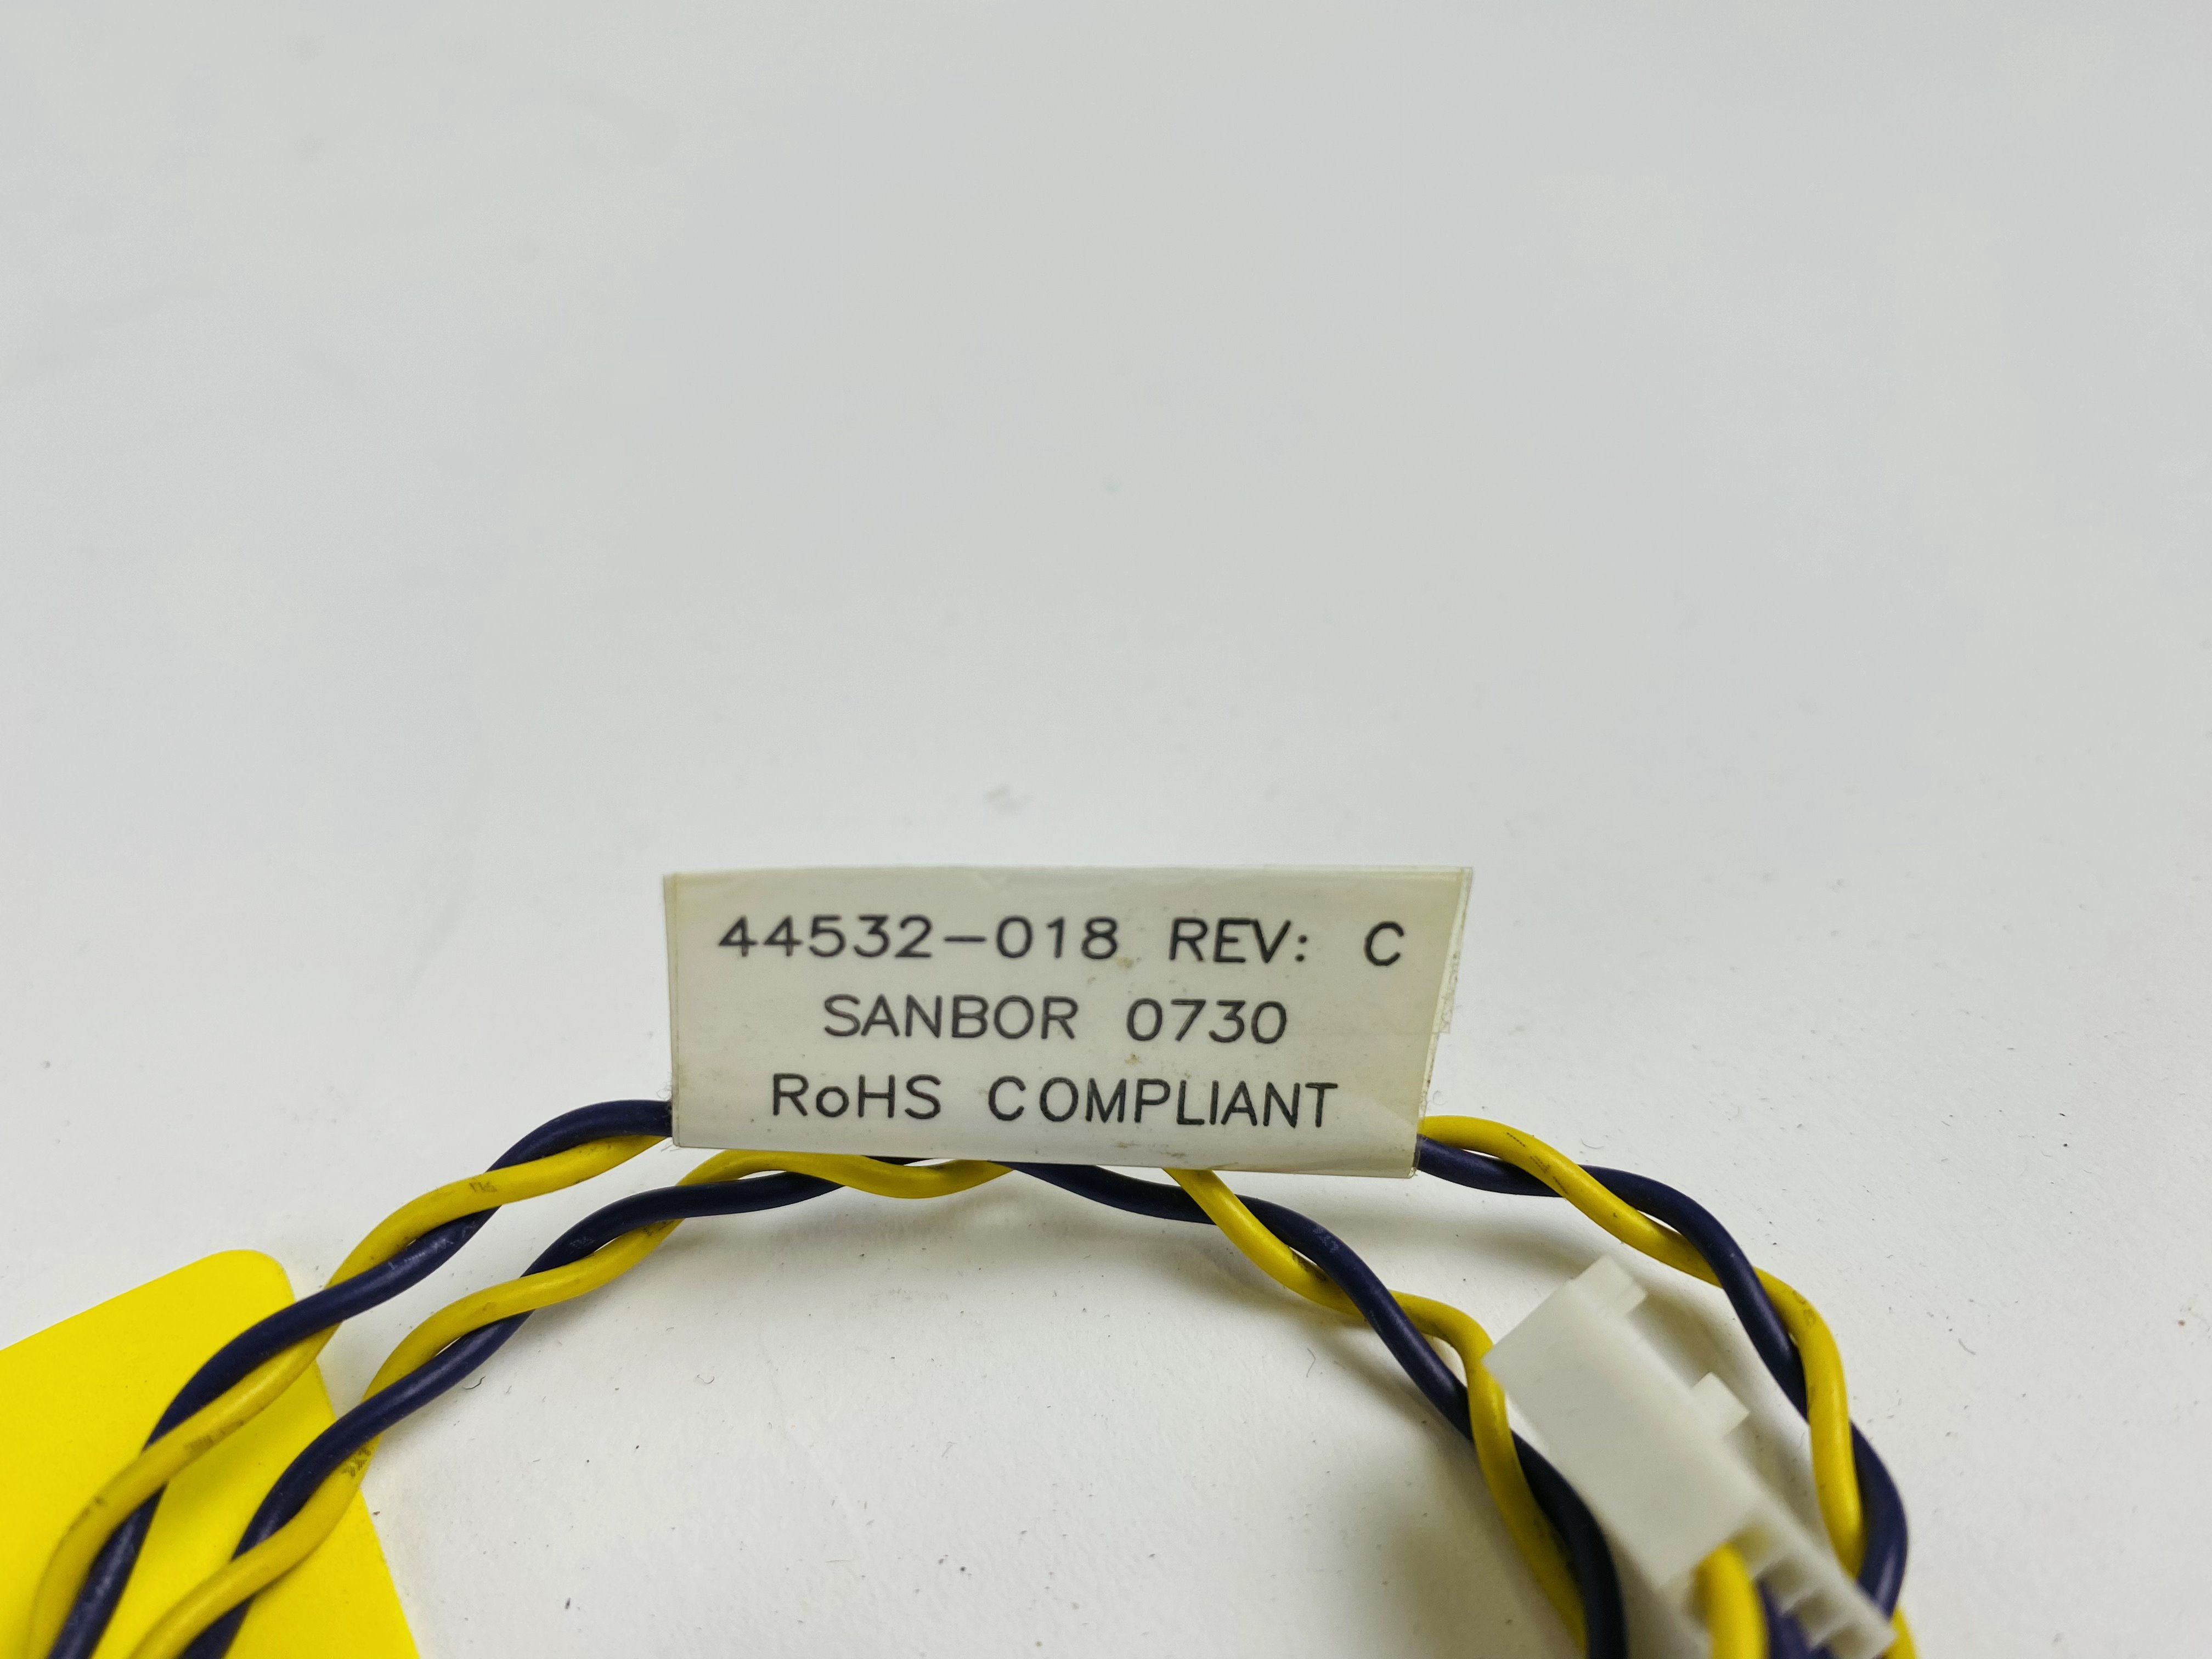 44532-018 REV: C
SANBOR 0730
RoHS COMPLIANT